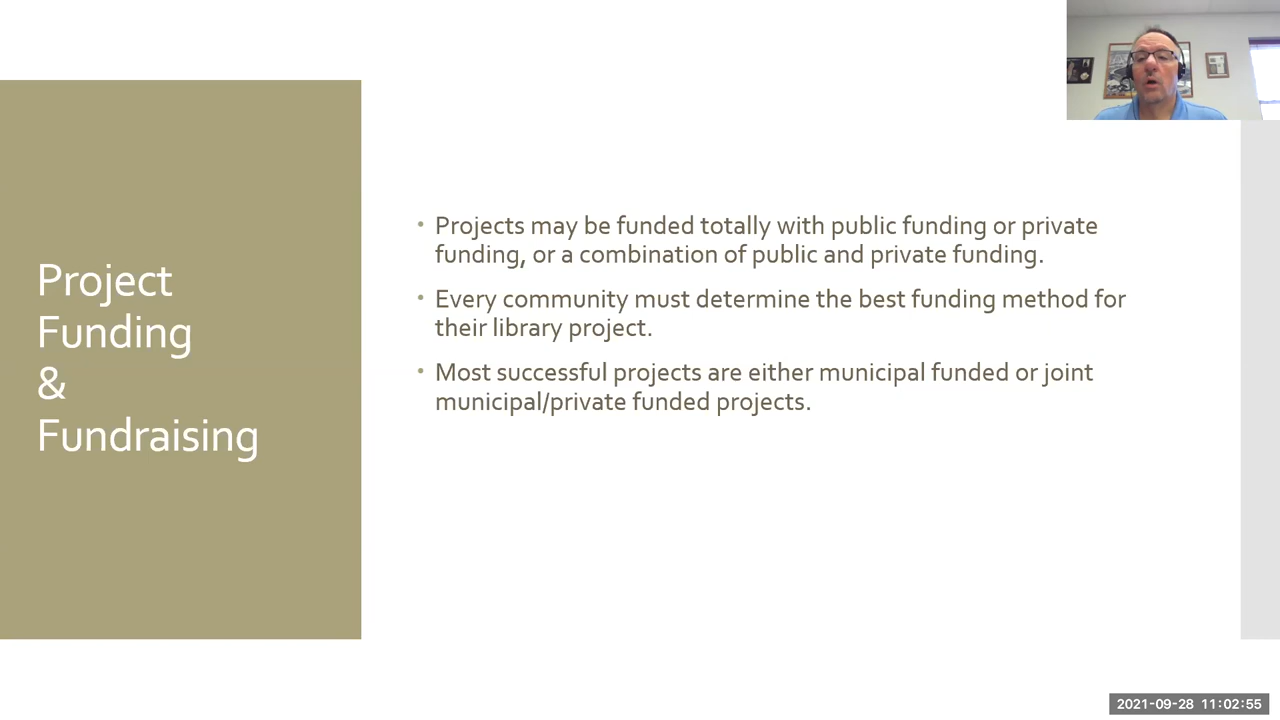 Project
Funding
&
Fundraising
• Projects may be funded totally with public funding or private
funding, or a combination of public and private funding.
• Every community must determine the best funding method for
their library project.
• Most successful projects are either municipal funded or joint
municipal/private funded projects.
2021-09-28 11:02:55